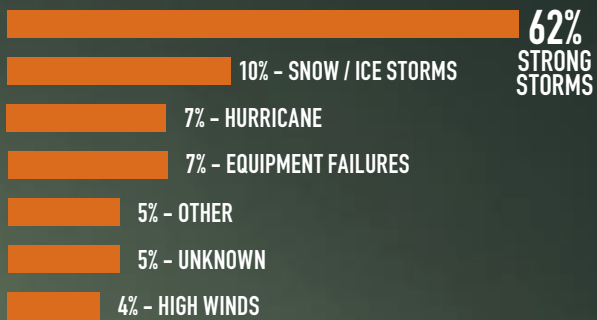 62%
STRONG
STORMS
10% - SNOW / ICE STORMS
7% - HURRICANE
7% - EQUIPMENT FAILURES
5% - OTHER
5% - UNKNOWN
4% - HIGH WINDS